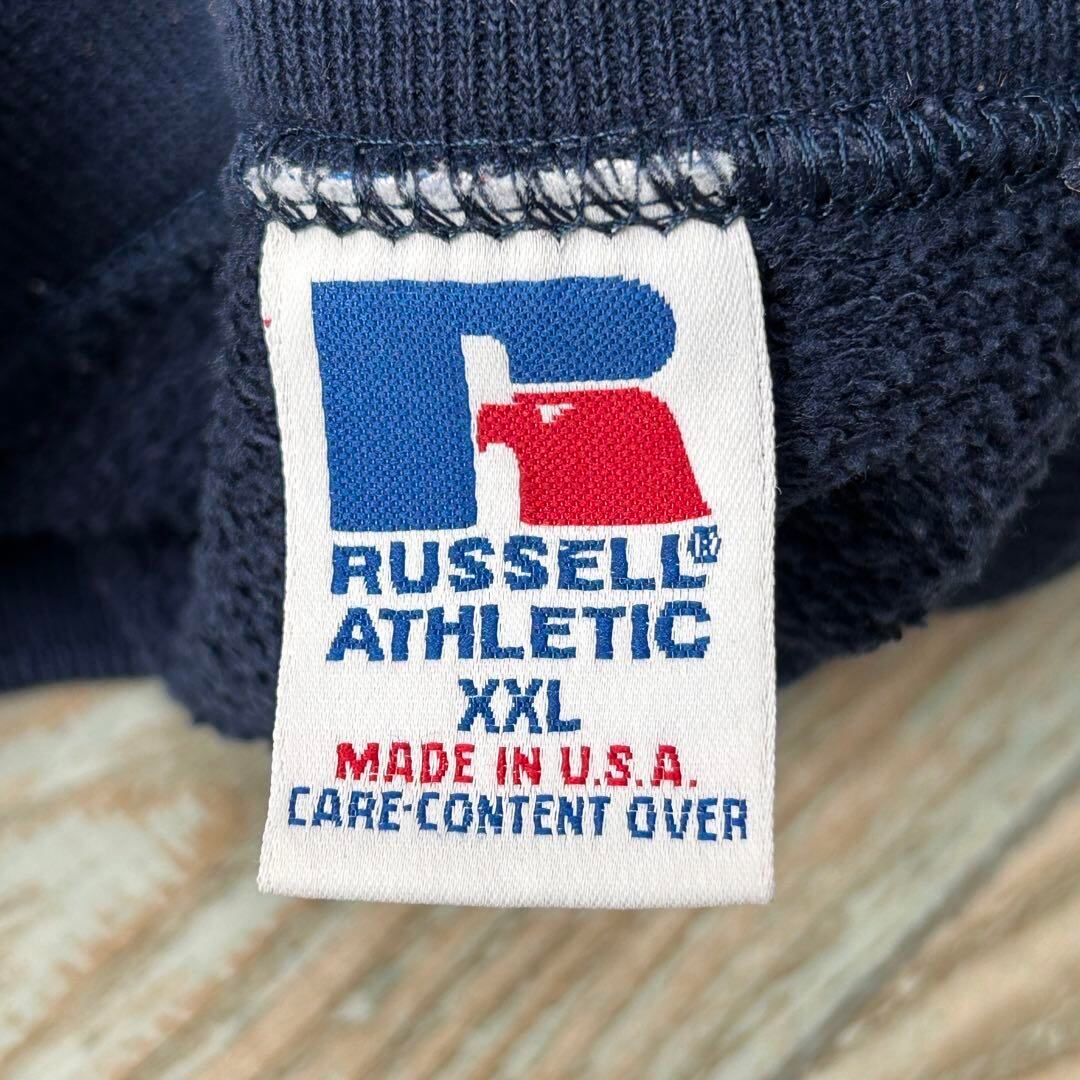 RUSSELL®
ATHLETIC
XXL
MADE IN U.S.A.
CARE-CONTENT OVER